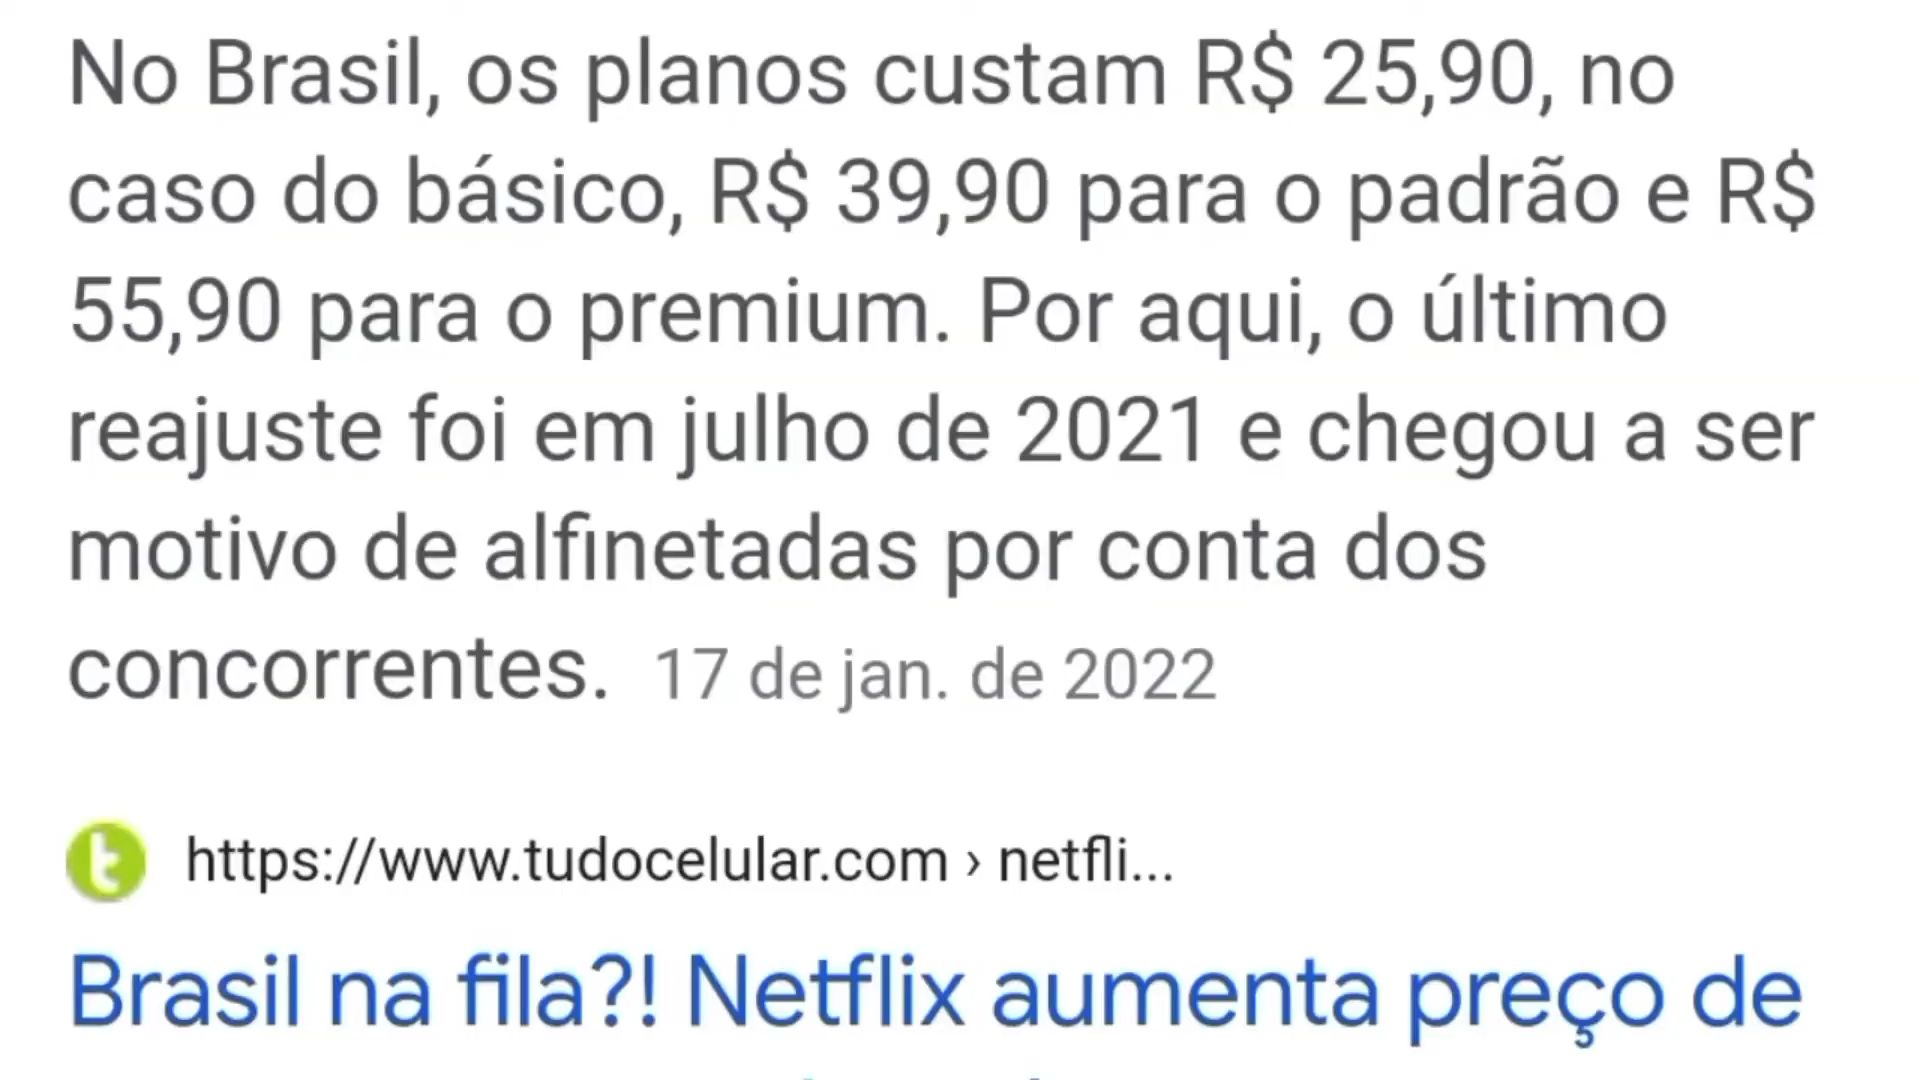 No Brasil, os planos custam R$ 25,90, no
caso do básico, R$ 39,90 para o padrão e R$
55,90 para o premium. Por aqui, o último
reajuste foi em julho de 2021 e chegou a ser
motivo de alfinetadas por conta dos
concorrentes. 17 de jan. de 2022
t https://www.tudocelular.com › netfli...
Brasil na fila?! Netflix aumenta preço de